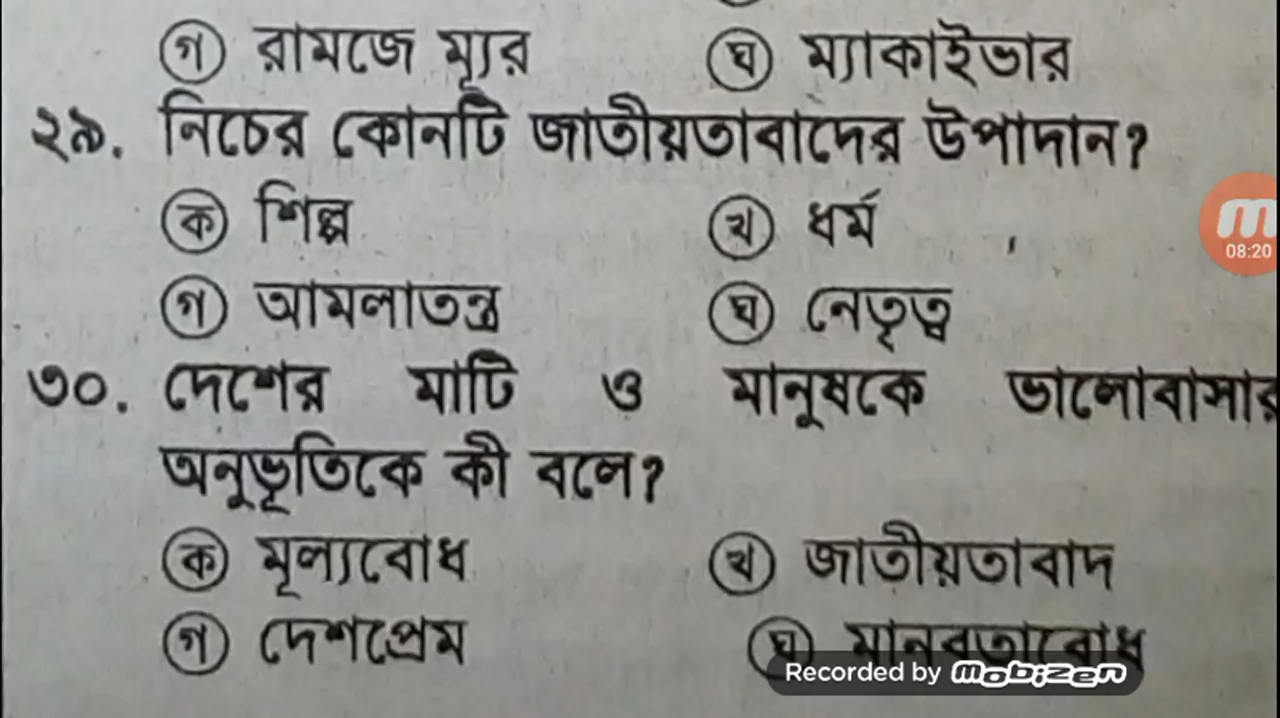 গ রামজে ম্যুর ঘ ম্যাকাইভার
২৯. নিচের কোনটি জাতীয়তাবাদের উপাদান?
ক শিল্প খ ধর্ম
08:20
গ আমলাতন্ত্র ঘ নেতৃত্ব
৩০. দেশের মাটি ও মানুষকে ভালোবাসার
অনুভূতিকে কী বলে?
ক মূল্যবোধ খ জাতীয়তাবাদ
গ দেশপ্রেম ঘ মানবতাবোধ
Recorded by mobizen